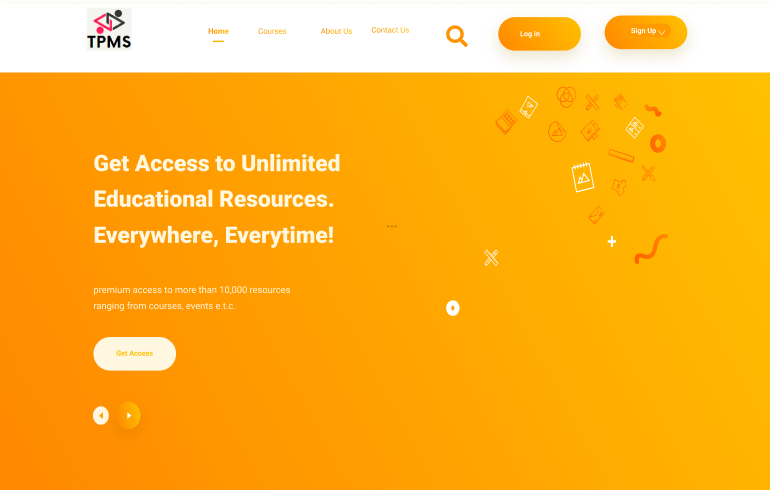 TPMS
Home
Courses
About Us
Contact Us
Log in
Sign Up
Get Access to Unlimited
Educational Resources.
Everywhere, Everytime!
premium access to more than 10,000 resources
ranging from courses, events e.t.c.
Get Access